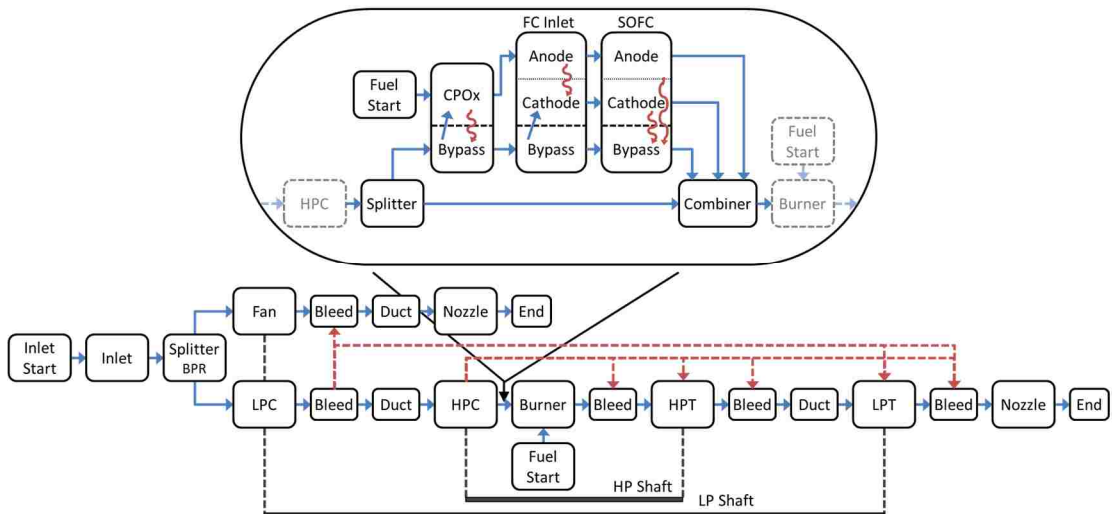 FC Inlet
SOFC
Anode
Anode
Fuel
Start
CPOx
Cathode
Cathode
Fuel
Start
Bypass
Bypass
Bypass
HPC
Splitter
Combiner
Burner
Fan
Bleed
Duct
Nozzle
End
Inlet
Start
Inlet
Splitter
BPR
LPC
Bleed
Duct
HPC
Burner
Bleed
HPT
Bleed
Duct
LPT
Bleed
Nozzle
End
Fuel
Start
HP Shaft
LP Shaft